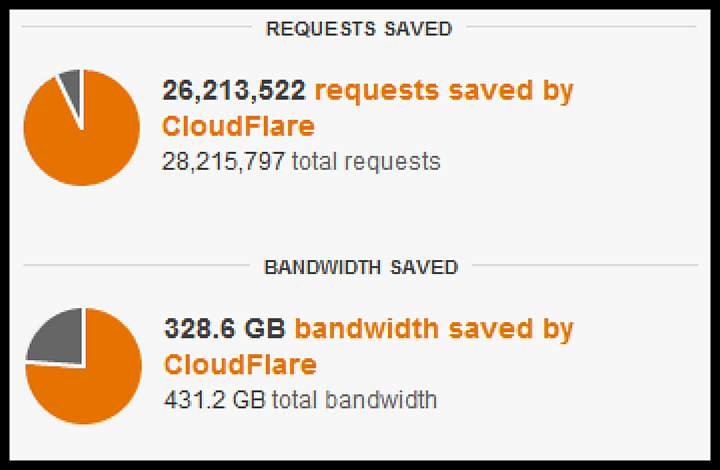 REQUESTS SAVED
26,213,522 requests saved by
CloudFlare
28,215,797 total requests
BANDWIDTH SAVED
328.6 GB bandwidth saved by
CloudFlare
431.2 GB total bandwidth